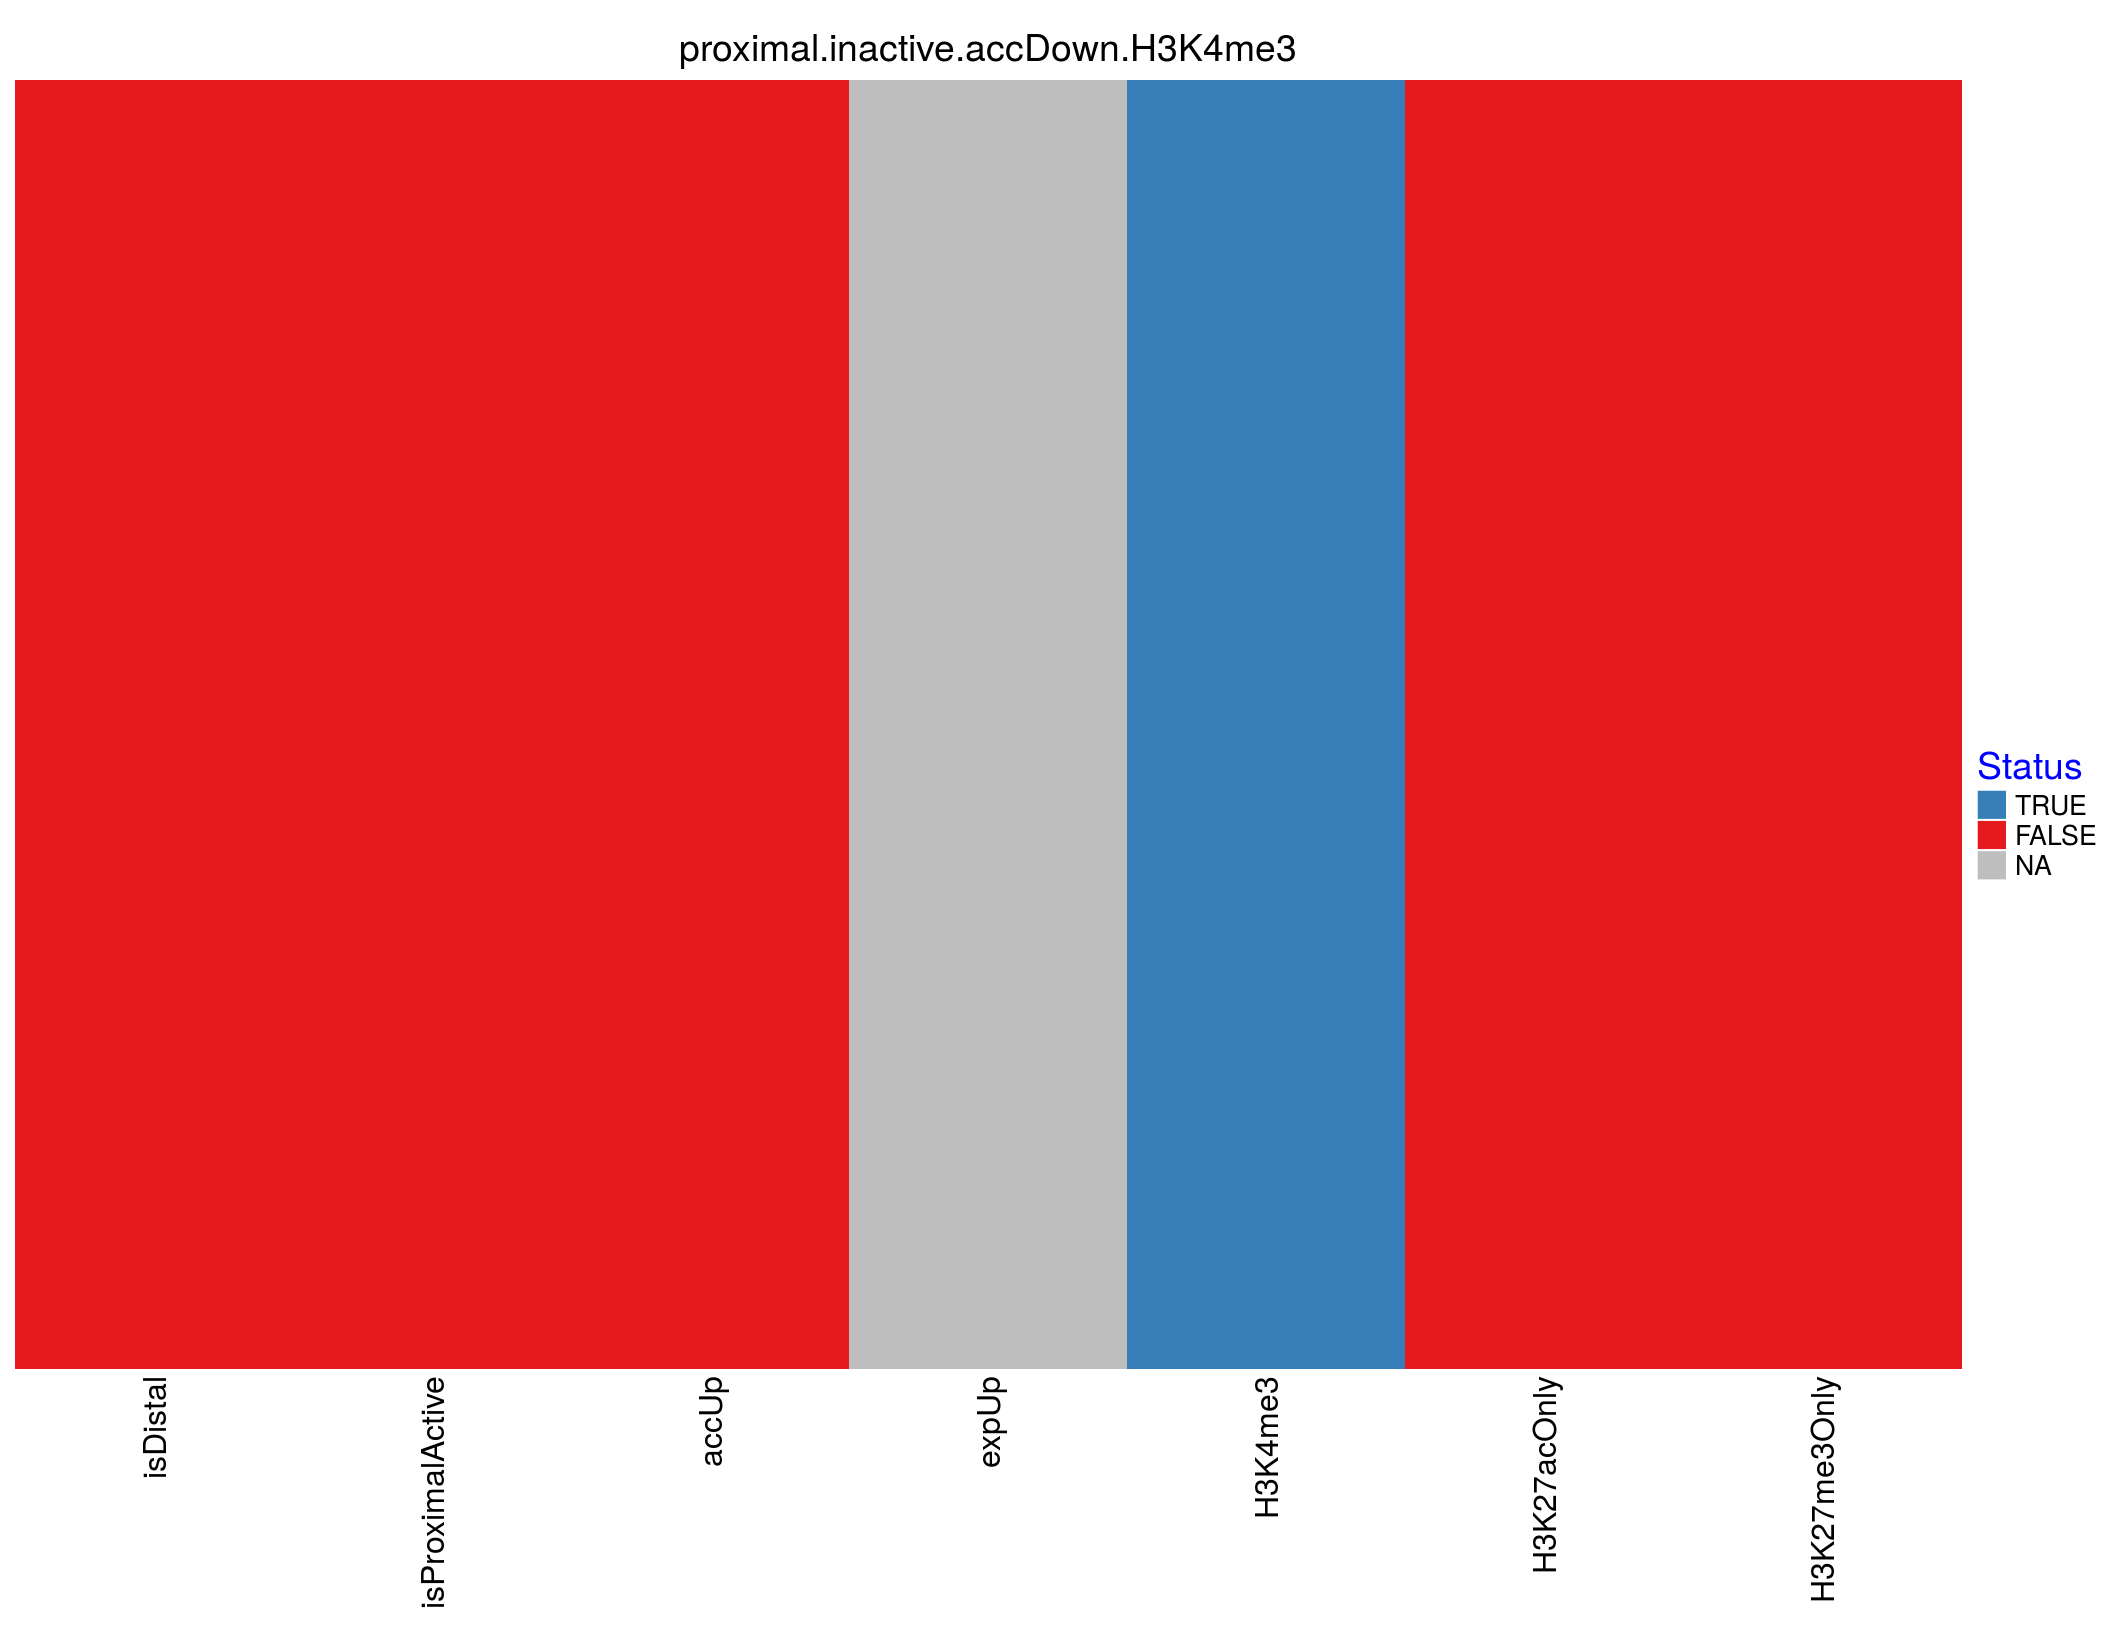 proximal.inactive.accDown.H3K4me3
Status
TRUE
FALSE
NA
isDistal
isProximalActive
accUp
expUp
H3K4me3
H3K27acOnly
H3K27me3Only